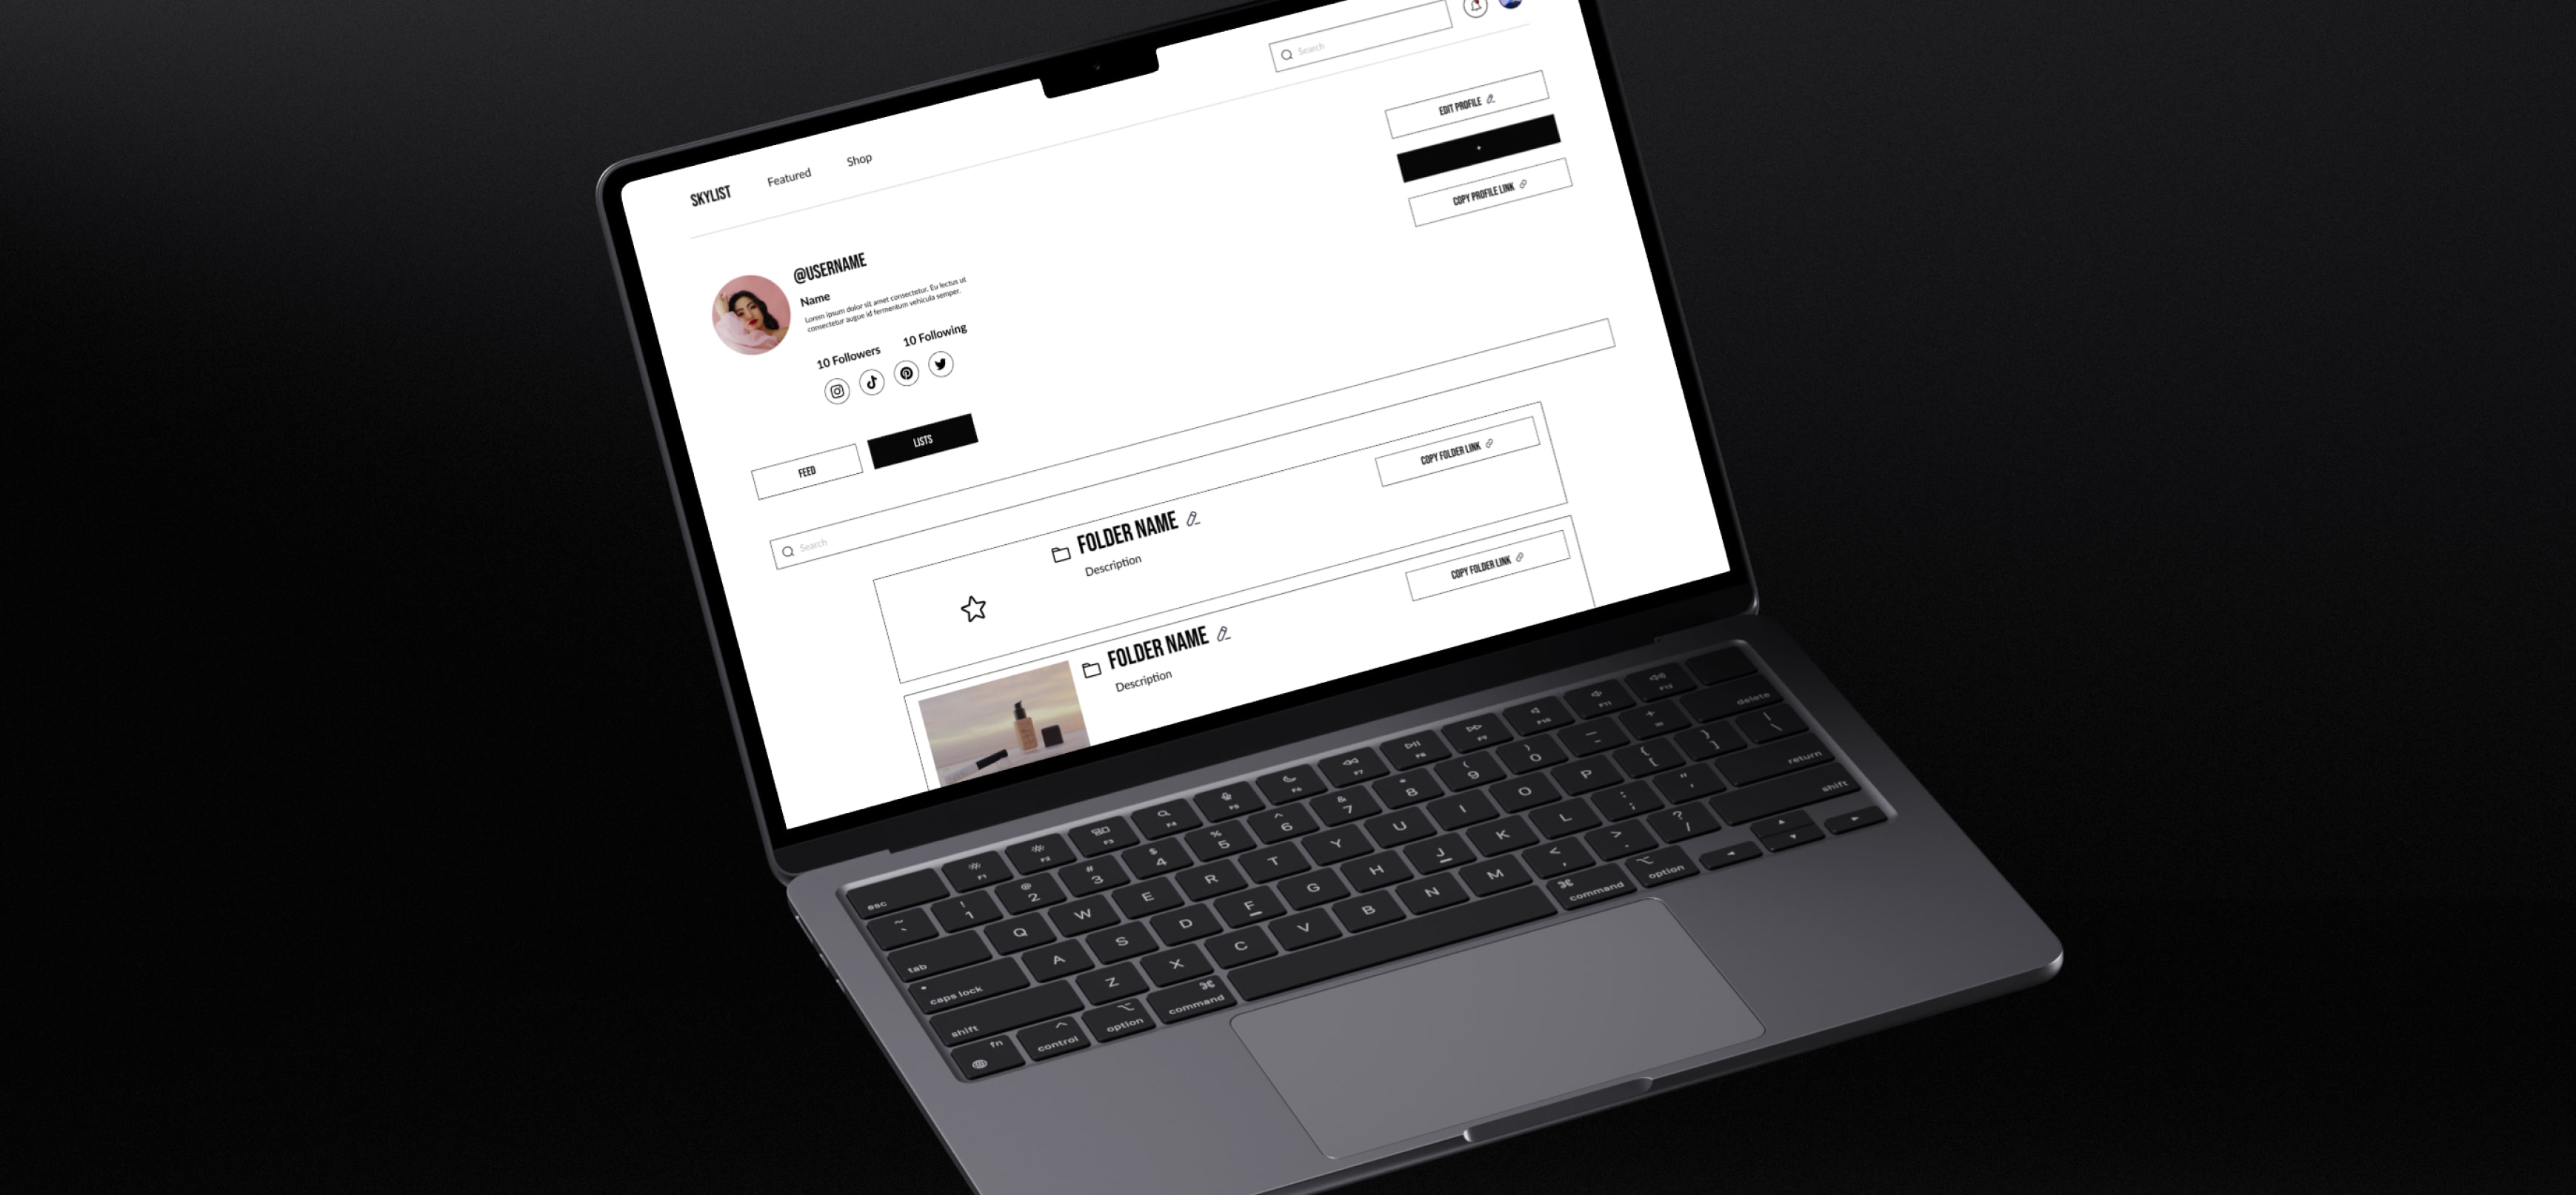 SKYLIST
Featured
Shop
Search
EDIT PROFILE
+
COPY PROFILE LINK
@USERNAME
Name
Lorem ipsum dolor sit amet consectetur. Eu lectus ut
consectetur augue id fermentum vehicula semper.
10 Followers 10 Following
FEED
LISTS
Search
FOLDER NAME
Description
COPY FOLDER LINK
FOLDER NAME
Description
COPY FOLDER LINK
esc F1 F2 F3 F4 F5 F6 F7 F8 F9 F10 F11 F12
~ ` ! 1 @ 2 # 3 $ 4 % 5 ^ 6 & 7 * 8 ( 9 ) 0 — - + = delete
tab Q W E R T Y U I O P { [ } ] | \
caps lock A S D F G H J K L : ; " ' return
shift Z X C V B N M < , > . ? / shift
fn control option command command option